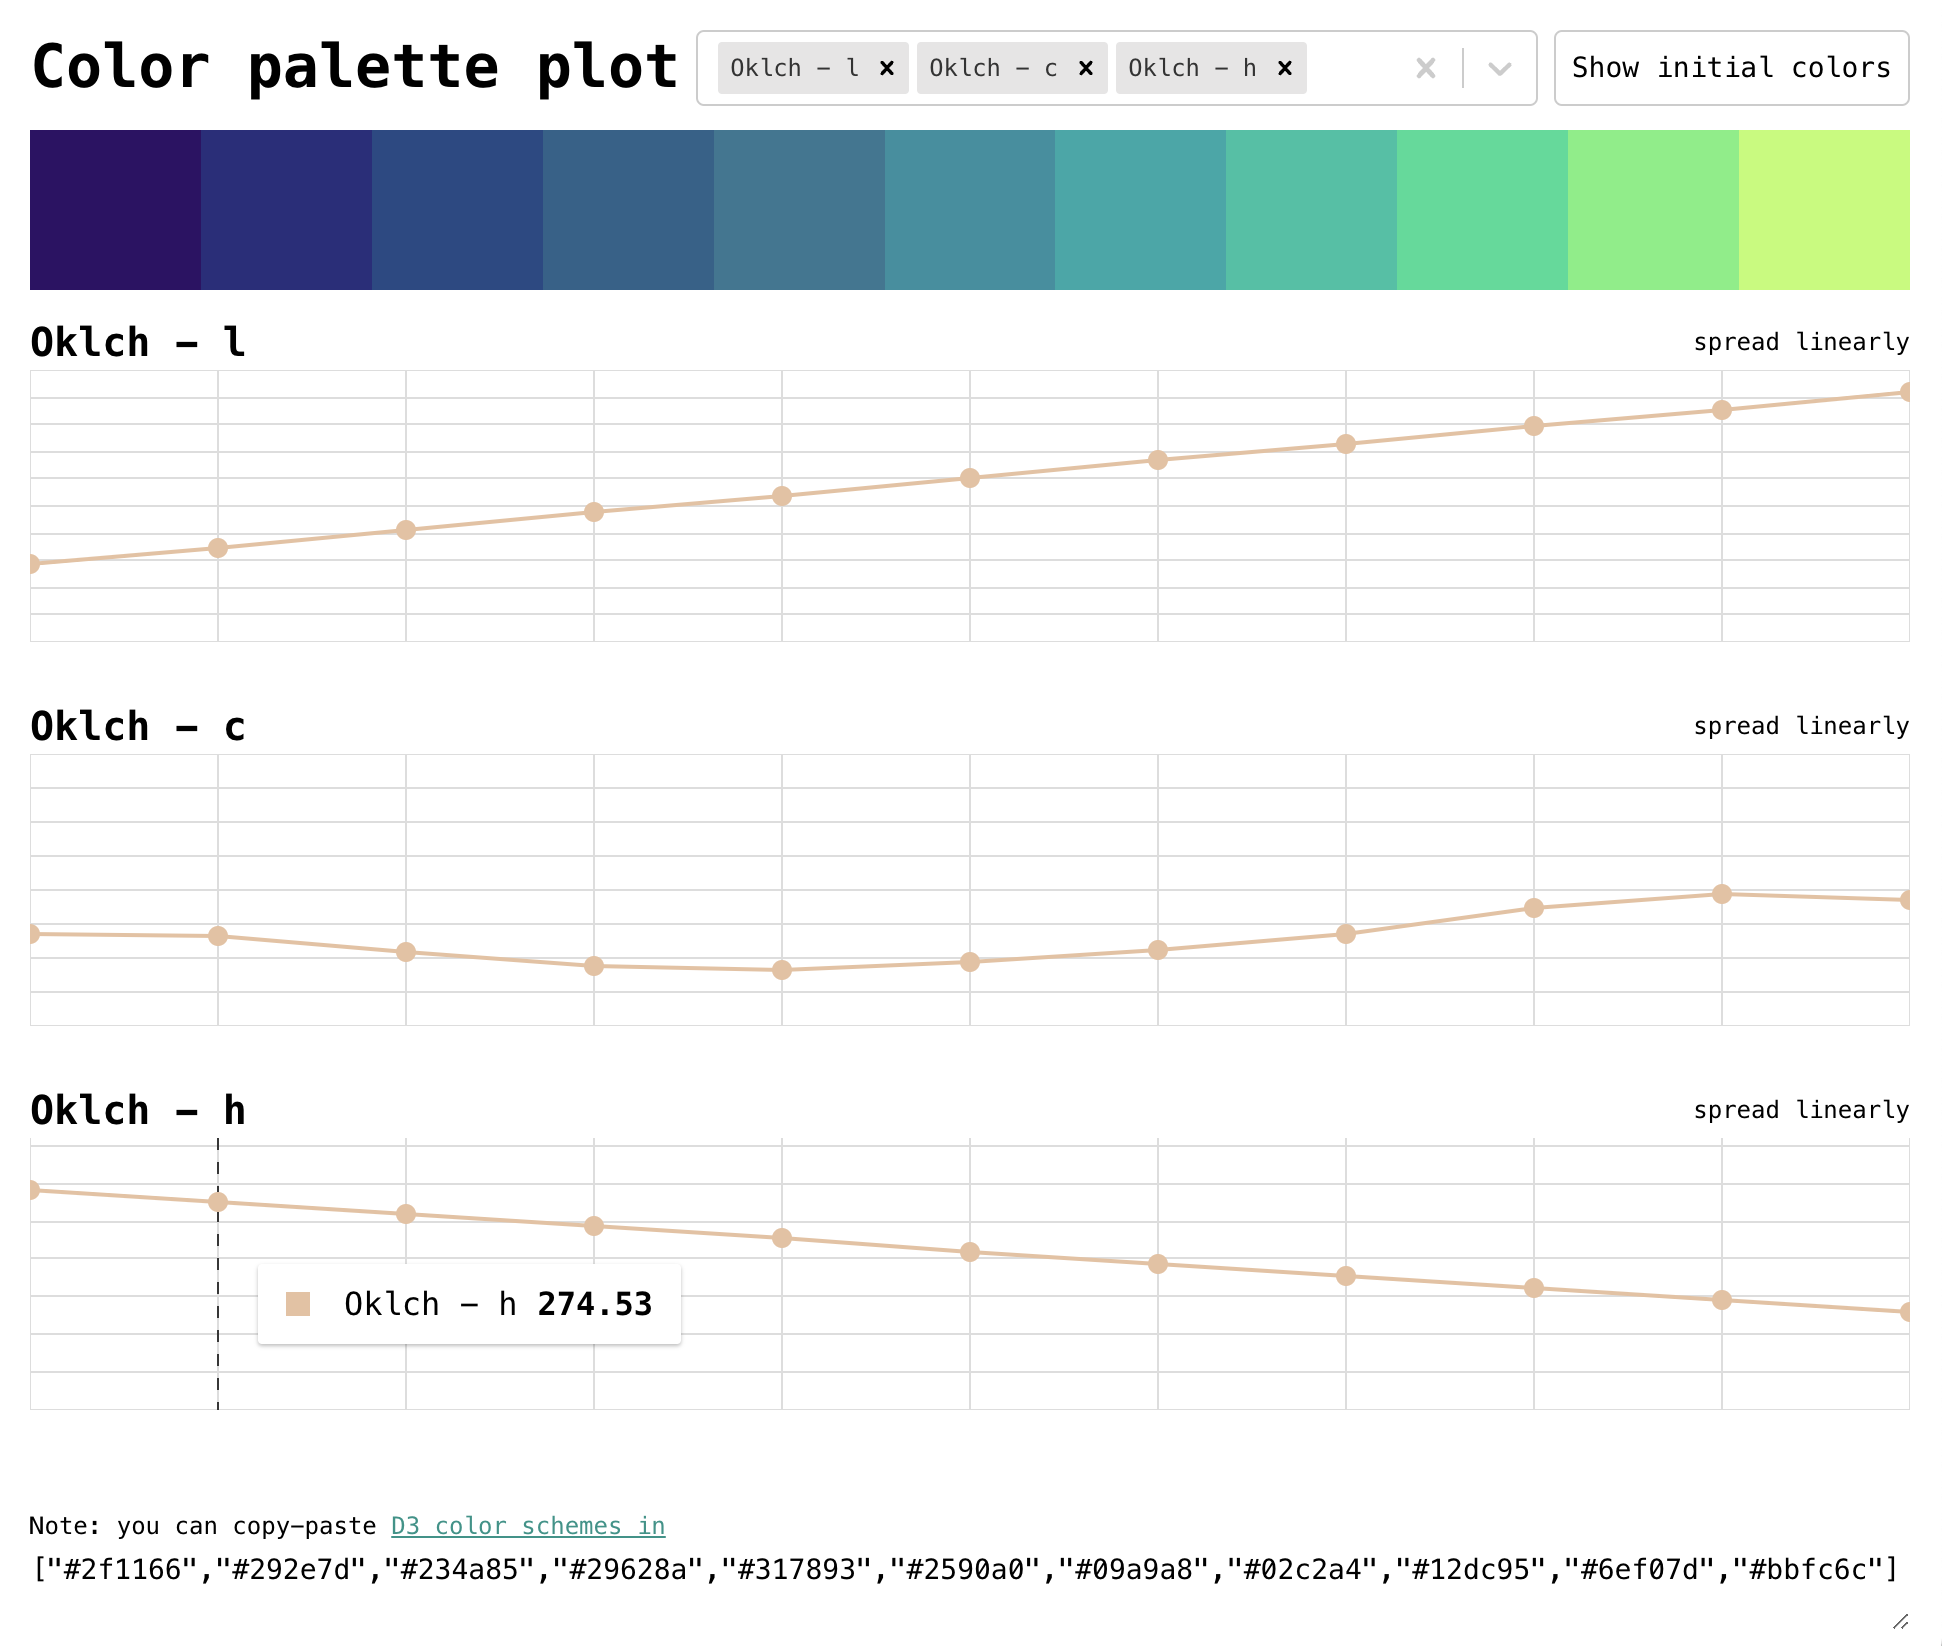 Color palette plot Oklch – l × Oklch – c × Oklch – h × Show initial colors
Oklch – l spread linearly
Oklch – c spread linearly
Oklch – h spread linearly
Oklch – h 274.53
Note: you can copy–paste D3 color schemes in
["#2f1166","#292e7d","#234a85","#29628a","#317893","#2590a0","#09a9a8","#02c2a4","#12dc95","#6ef07d","#bbfc6c"]